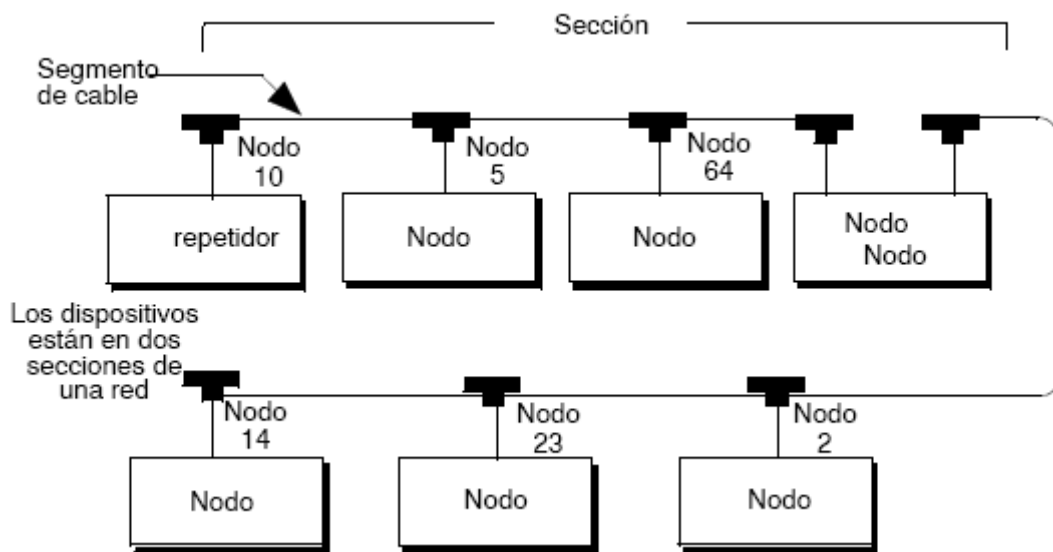 Sección
Segmento
de cable
Nodo
10
Nodo
5
Nodo
64
repetidor
Nodo
Nodo
Nodo
Nodo
Los dispositivos
están en dos
secciones de
una red
Nodo
14
Nodo
23
Nodo
2
Nodo
Nodo
Nodo